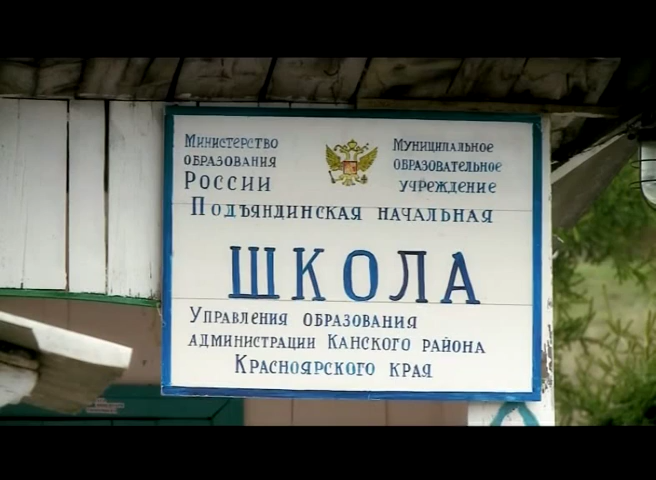 Министерство
образования
России
Муниципальное
образовательное
учреждение
Подъяндинская начальная
ШКОЛА
Управления образования
администрации Канского района
Красноярского края